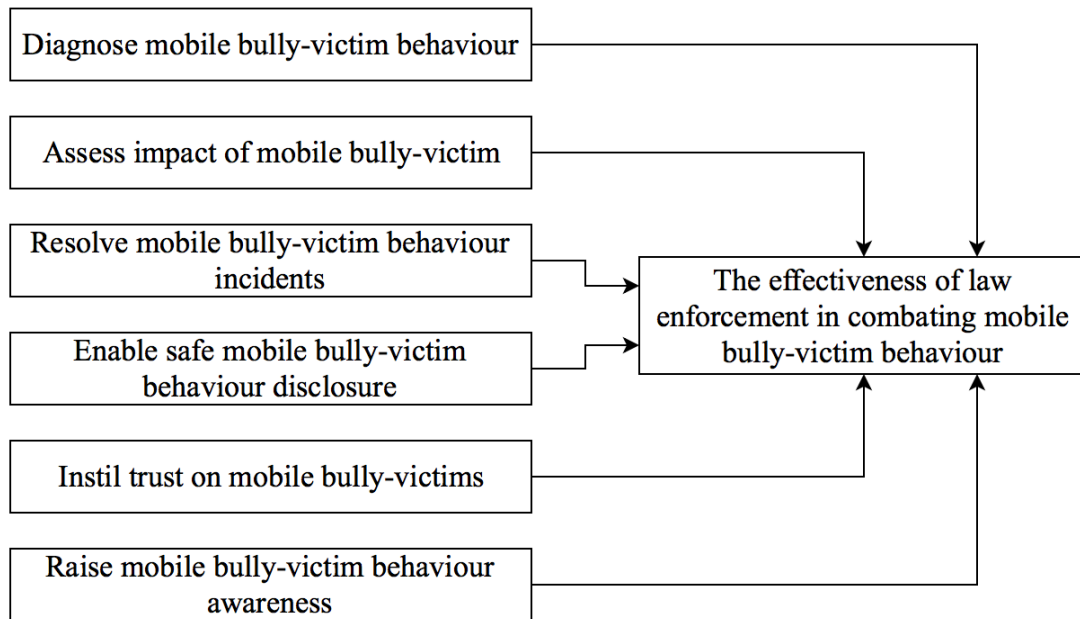 Diagnose mobile bully-victim behaviour
Assess impact of mobile bully-victim
Resolve mobile bully-victim behaviour
incidents
Enable safe mobile bully-victim
behaviour disclosure
Instil trust on mobile bully-victims
Raise mobile bully-victim behaviour
awareness
The effectiveness of law
enforcement in combating mobile
bully-victim behaviour